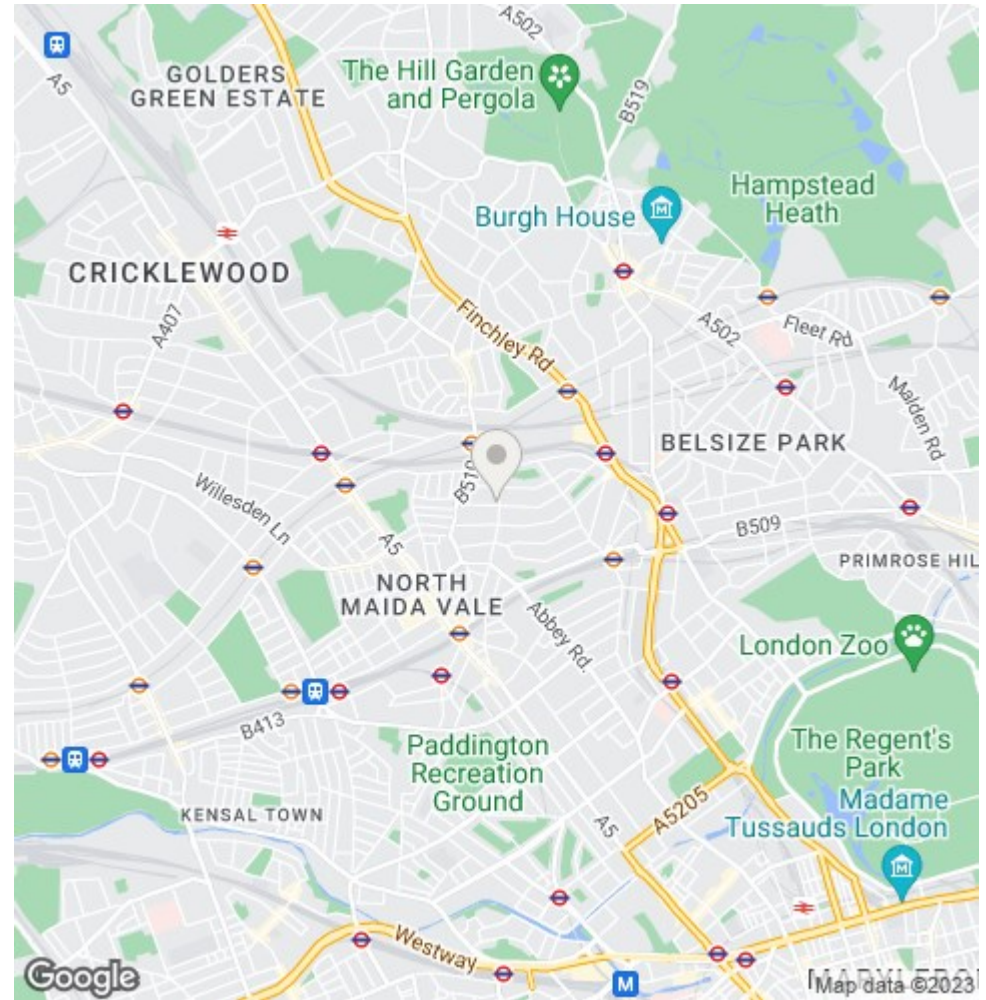 A502
GOLDERS
GREEN ESTATE
The Hill Garden
and Pergola
A5
B519
Hampstead
Heath
Burgh House
CRICKLEWOOD
A407
Finchley Rd
A502
Fleet Rd
Malden Rd
BELSIZE PARK
B510
Willesden Ln
A5
B509
PRIMROSE HIL
NORTH
MAIDA VALE
Abbey Rd.
London Zoo
B413
Paddington
Recreation
Ground
The Regent's
Park
Madame
Tussauds London
KENSAL TOWN
A5
A5205
Westway
M
Google
Map data ©2023